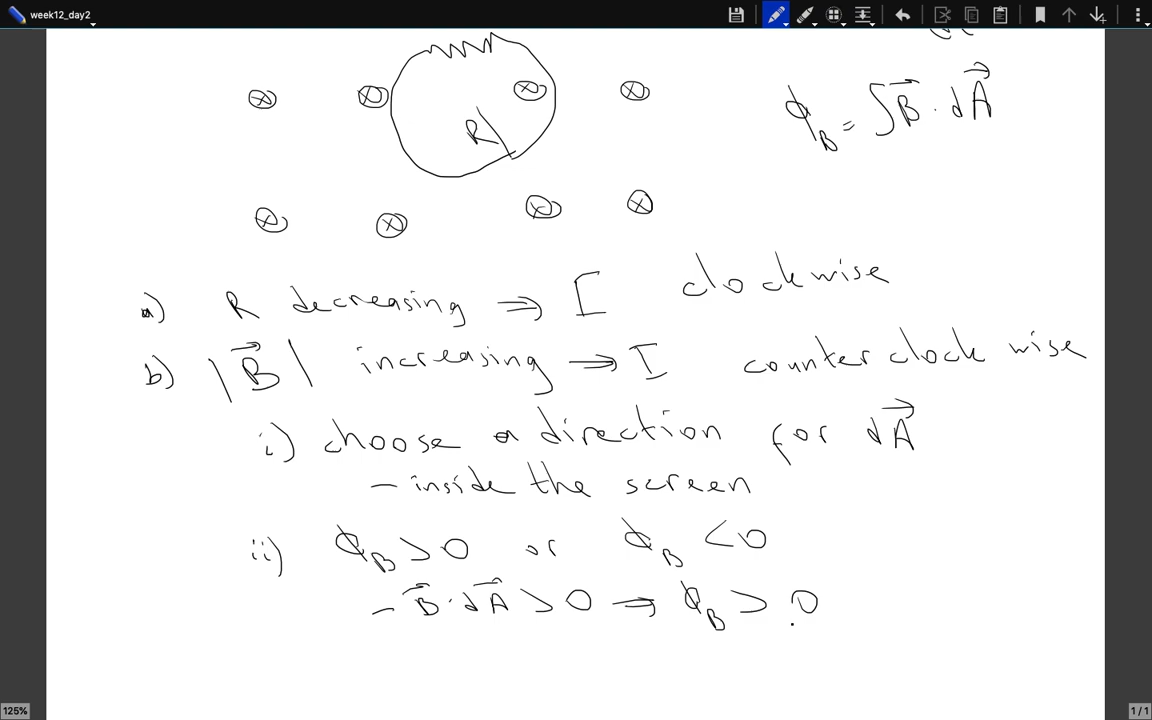 week12_day2
R
ϕ_B = ∫B⃗ · dA⃗
a) R decreasing ⇒ I clockwise
b) |B⃗| increasing ⇒ I counter clock wise
i) choose a direction for dA⃗
- inside the screen
ii) ϕ_B > 0 or ϕ_B < 0
- B⃗ · dA⃗ > 0 → ϕ_B > 0
125%
1/1